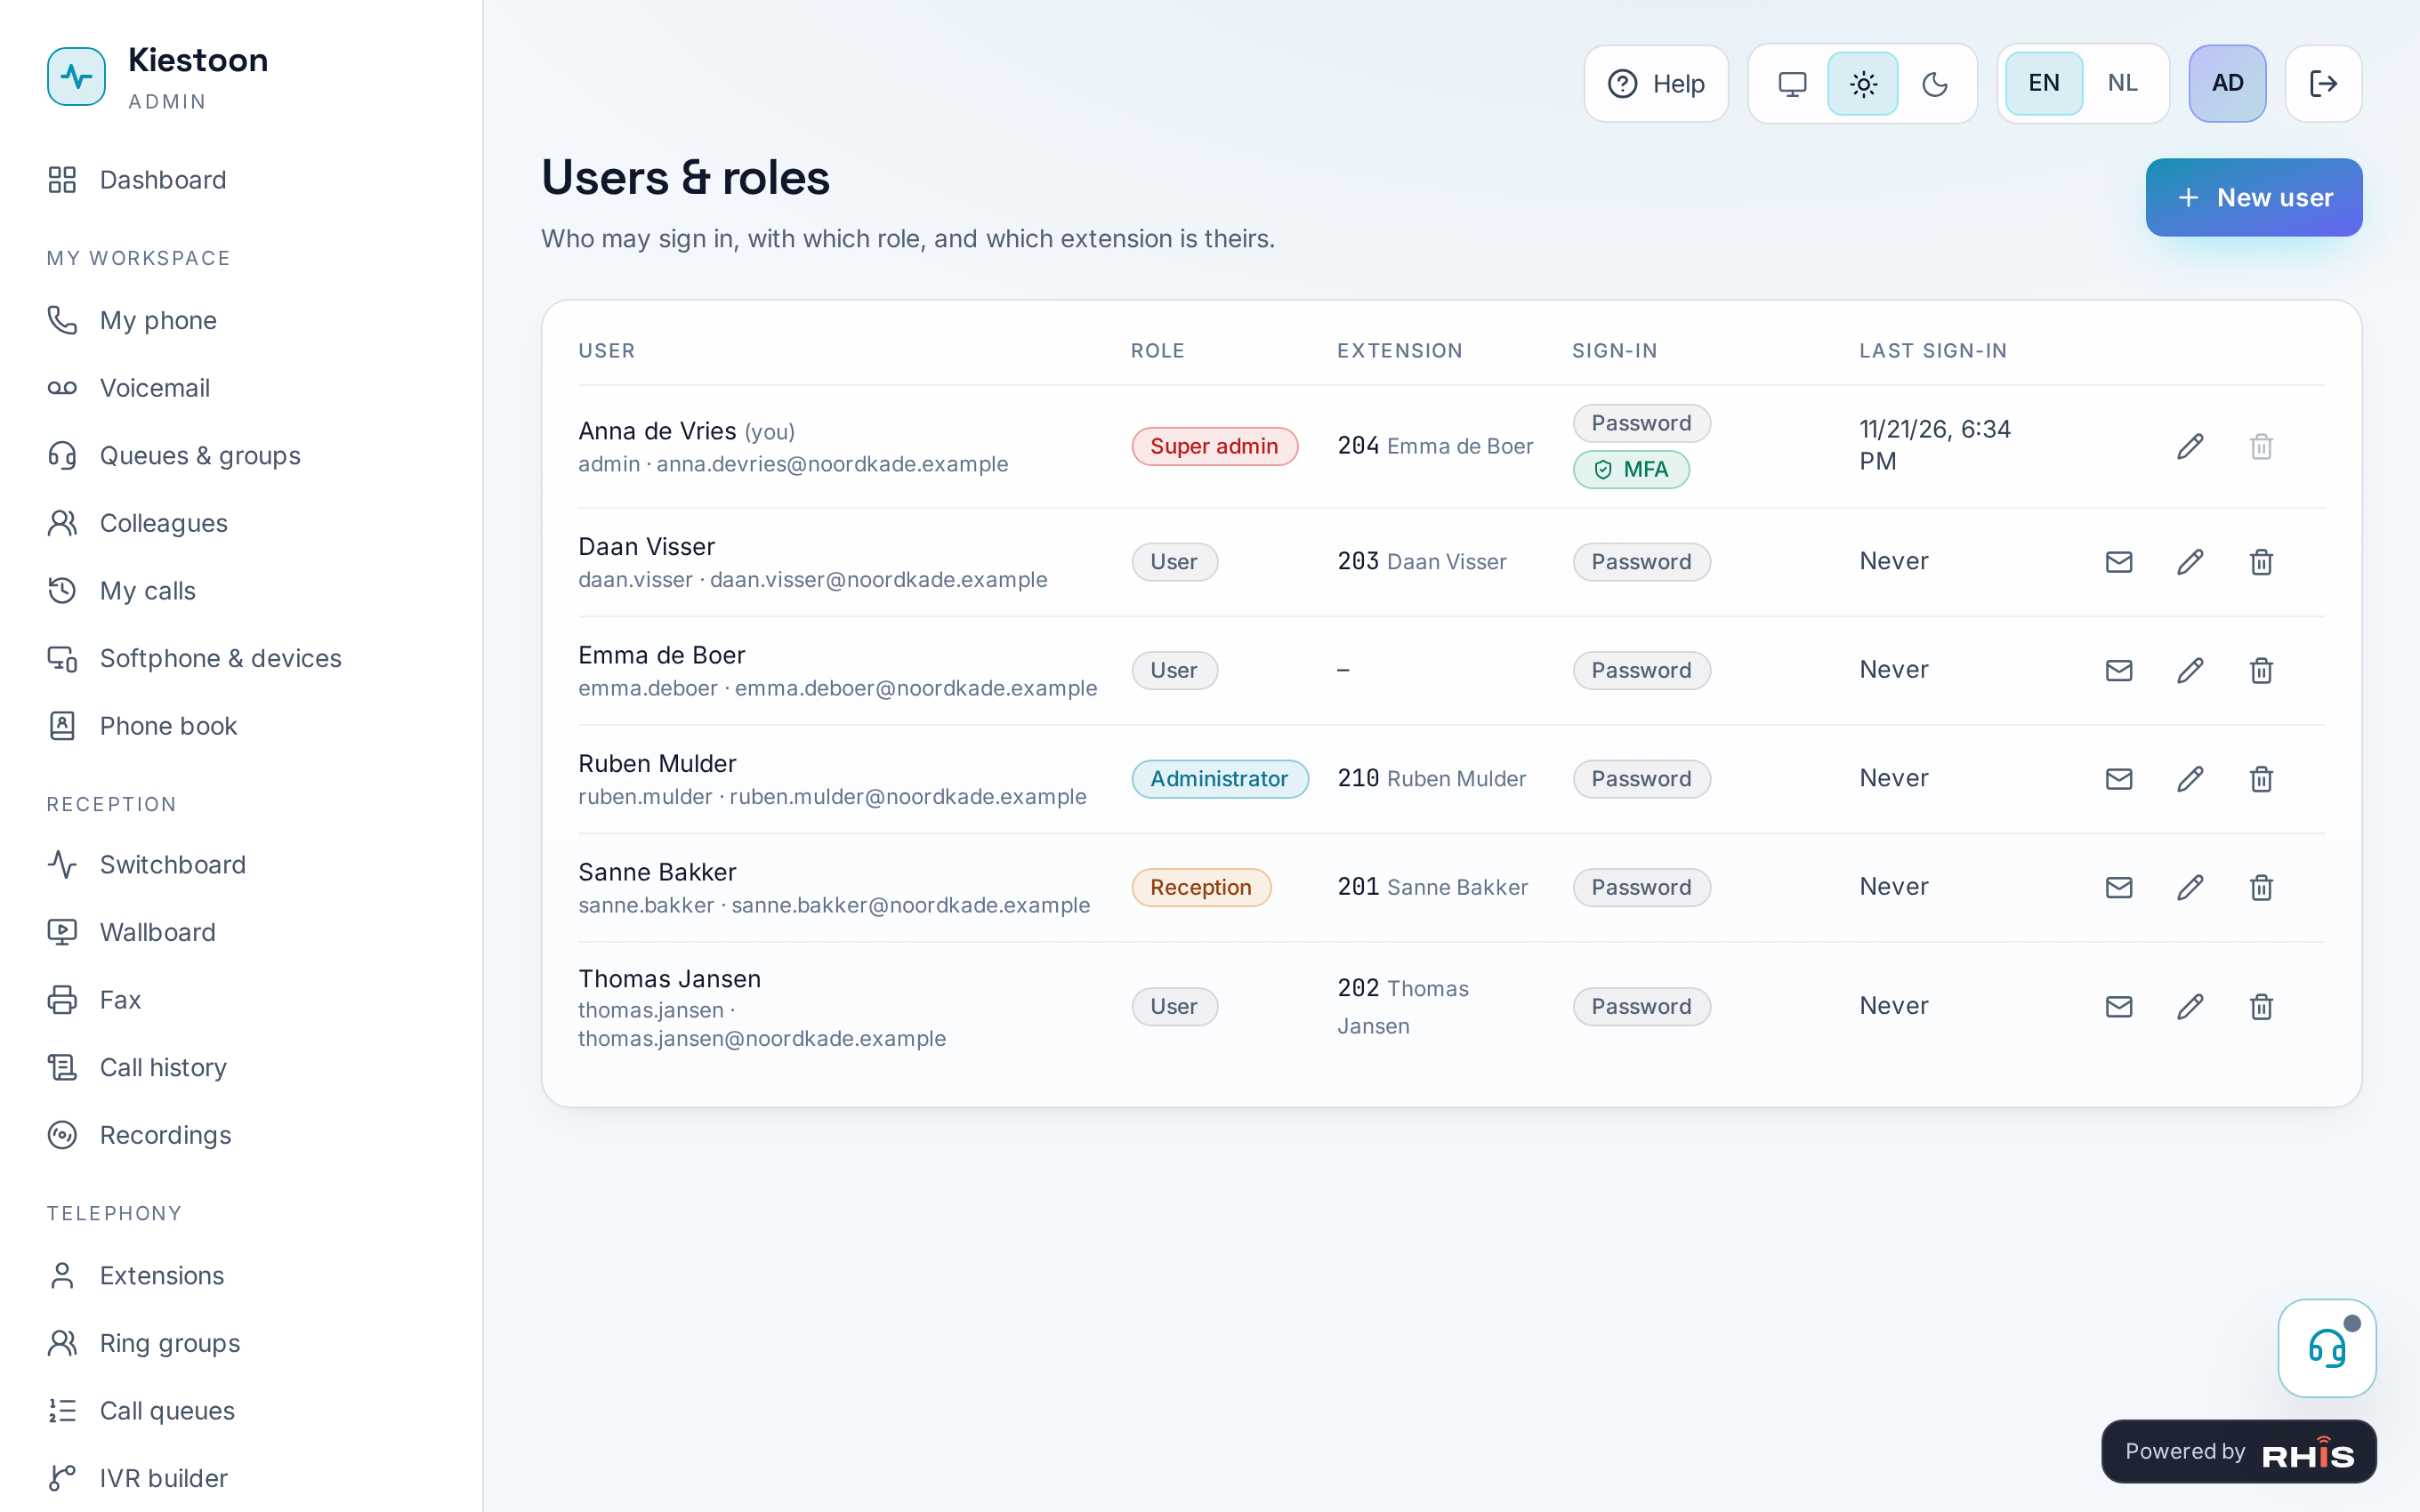 Kiestoon
ADMIN
Dashboard
MY WORKSPACE
My phone
Voicemail
Queues & groups
Colleagues
My calls
Softphone & devices
Phone book
RECEPTION
Switchboard
Wallboard
Fax
Call history
Recordings
TELEPHONY
Extensions
Ring groups
Call queues
IVR builder
Help
EN NL
AD
Users & roles
Who may sign in, with which role, and which extension is theirs.
New user
USER ROLE EXTENSION SIGN-IN LAST SIGN-IN
Anna de Vries (you)
admin · anna.devries@noordkade.example
Super admin
204 Emma de Boer
Password
MFA
11/21/26, 6:34
PM
Daan Visser
daan.visser · daan.visser@noordkade.example
User
203 Daan Visser
Password
Never
Emma de Boer
emma.deboer · emma.deboer@noordkade.example
User
–
Password
Never
Ruben Mulder
ruben.mulder · ruben.mulder@noordkade.example
Administrator
210 Ruben Mulder
Password
Never
Sanne Bakker
sanne.bakker · sanne.bakker@noordkade.example
Reception
201 Sanne Bakker
Password
Never
Thomas Jansen
thomas.jansen ·
thomas.jansen@noordkade.example
User
202 Thomas
Jansen
Password
Never
Powered by RHIS